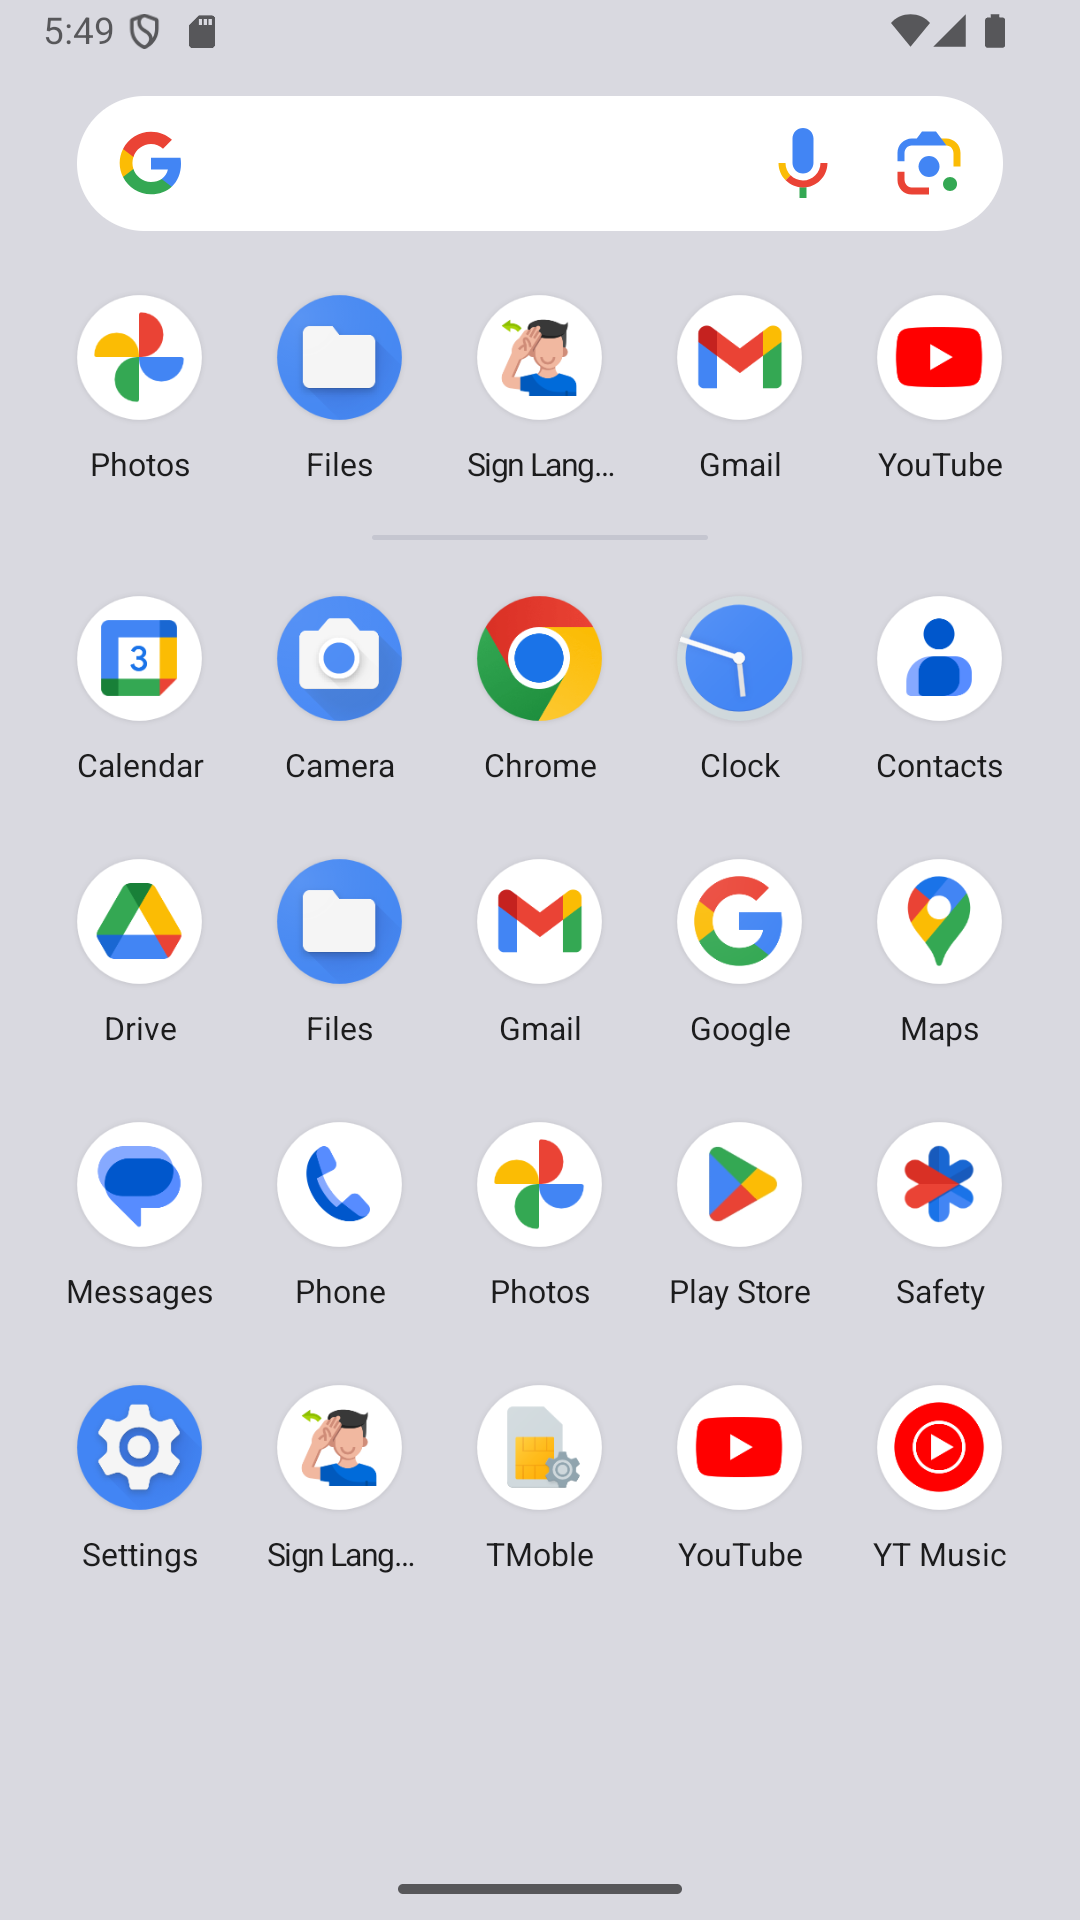 5:49
Photos Files Sign Lang... Gmail YouTube
3
Calendar Camera Chrome Clock Contacts
Drive Files Gmail Google Maps
Messages Phone Photos Play Store Safety
Settings Sign Lang... TMoble YouTube YT Music